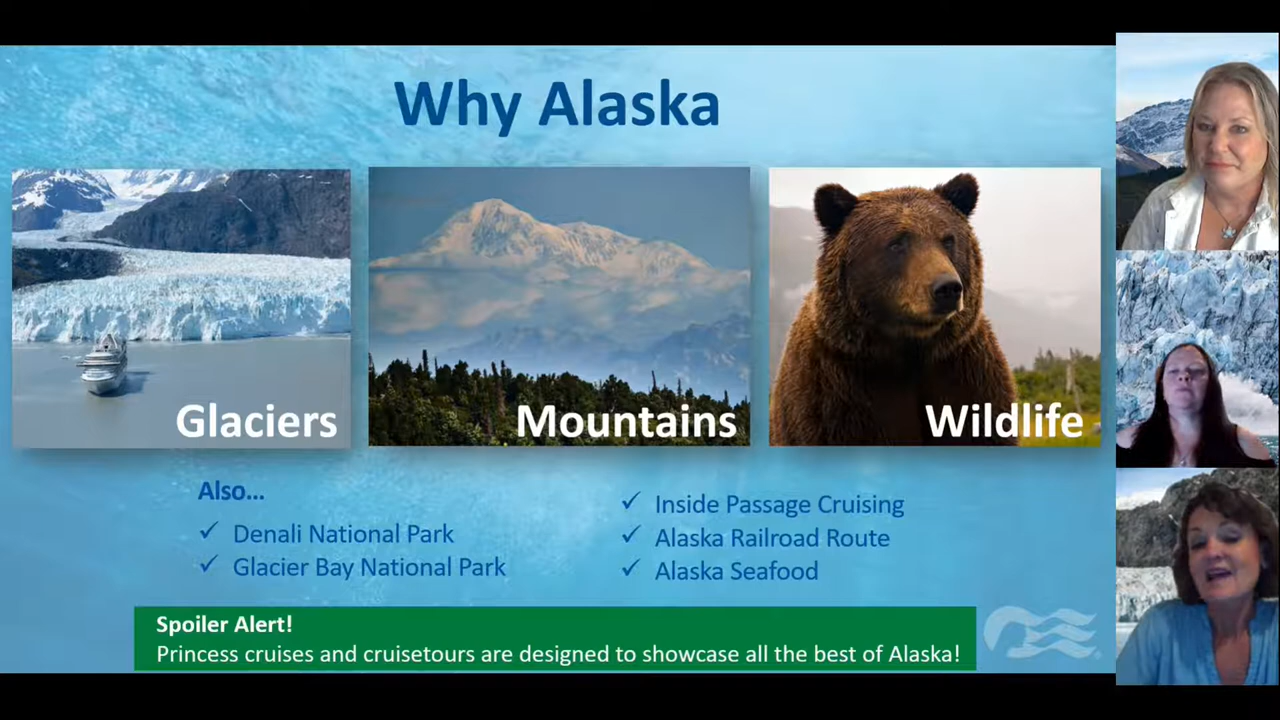 Why Alaska
Glaciers
Mountains
Wildlife
Also...
✓ Denali National Park
✓ Glacier Bay National Park
✓ Inside Passage Cruising
✓ Alaska Railroad Route
✓ Alaska Seafood
Spoiler Alert!
Princess cruises and cruisetours are designed to showcase all the best of Alaska!